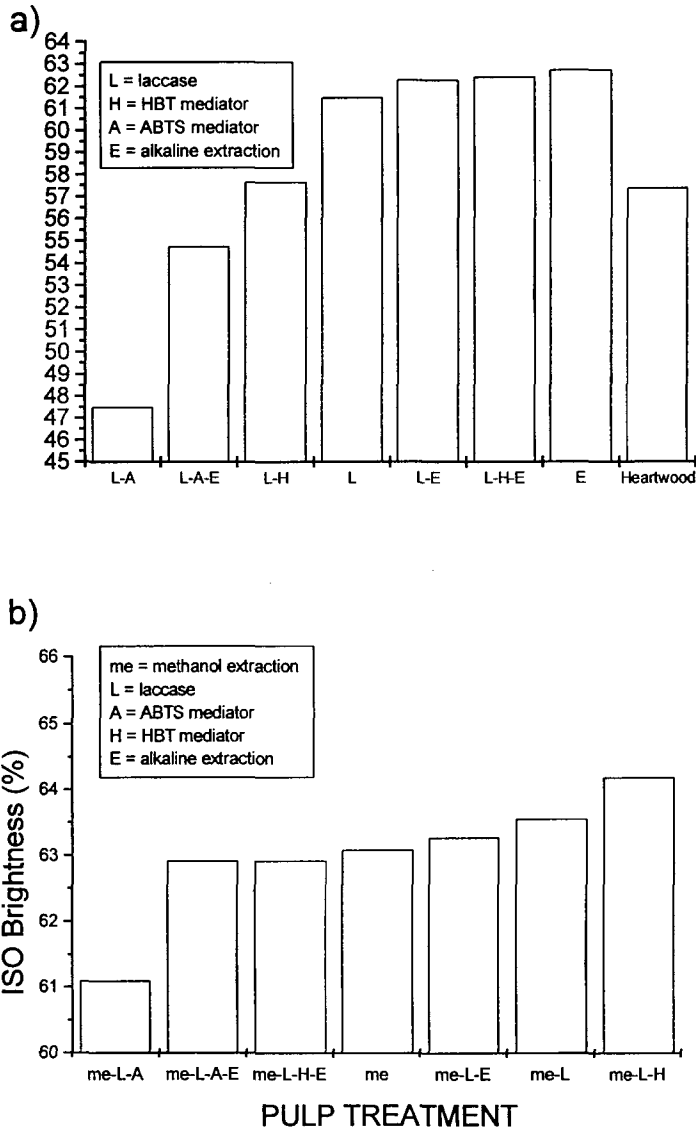 a)
64
63
62
61
60
59
58
57
56
55
54
53
52
51
50
49
48
47
46
45
L = laccase
H = HBT mediator
A = ABTS mediator
E = alkaline extraction
L-A L-A-E L-H L L-E L-H-E E Heartwood
b)
66
65
64
63
62
61
60
me = methanol extraction
L = laccase
A = ABTS mediator
H = HBT mediator
E = alkaline extraction
ISO Brightness (%)
me-L-A me-L-A-E me-L-H-E me me-L-E me-L me-L-H
PULP TREATMENT